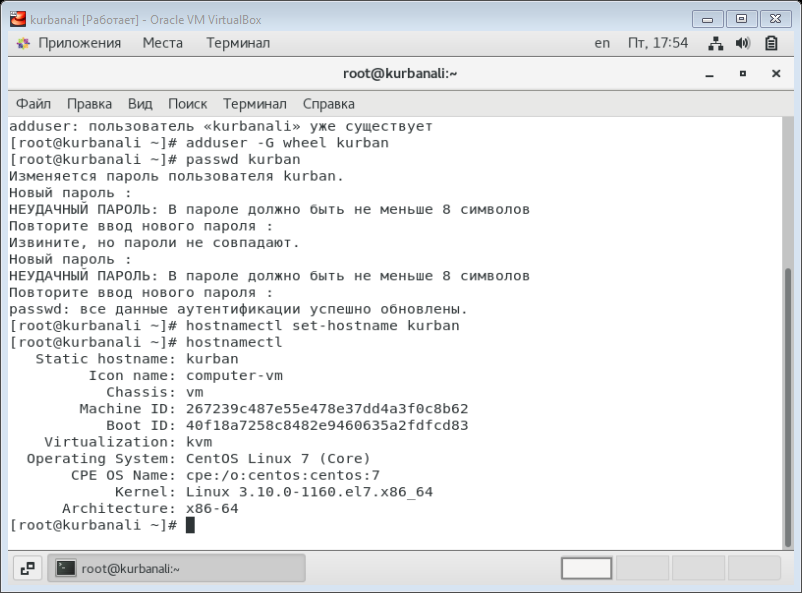 kurbanali [Работает] - Oracle VM VirtualBox
Приложения Места Терминал en Пт, 17:54
root@kurbanali:~
Файл Правка Вид Поиск Терминал Справка
adduser: пользователь «kurbanali» уже существует
[root@kurbanali ~]# adduser -G wheel kurban
[root@kurbanali ~]# passwd kurban
Изменяется пароль пользователя kurban.
Новый пароль :
НЕУДАЧНЫЙ ПАРОЛЬ: В пароле должно быть не меньше 8 символов
Повторите ввод нового пароля :
Извините, но пароли не совпадают.
Новый пароль :
НЕУДАЧНЫЙ ПАРОЛЬ: В пароле должно быть не меньше 8 символов
Повторите ввод нового пароля :
passwd: все данные аутентификации успешно обновлены.
[root@kurbanali ~]# hostnamectl set-hostname kurban
[root@kurbanali ~]# hostnamectl
Static hostname: kurban
Icon name: computer-vm
Chassis: vm
Machine ID: 267239c487e55e478e37dd4a3f0c8b62
Boot ID: 40f18a7258c8482e9460635a2fdfcd83
Virtualization: kvm
Operating System: CentOS Linux 7 (Core)
CPE OS Name: cpe:/o:centos:centos:7
Kernel: Linux 3.10.0-1160.el7.x86_64
Architecture: x86-64
[root@kurbanali ~]#
root@kurbanali:~